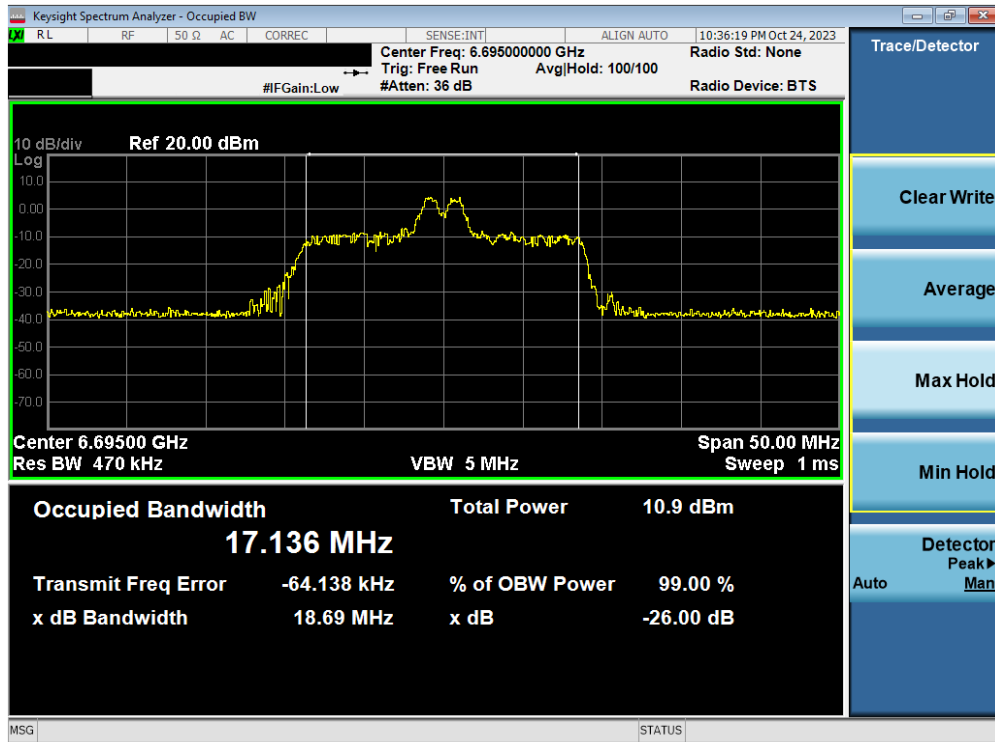 Keysight Spectrum Analyzer - Occupied BW
LXI RL RF 50 Ω AC CORREC SENSE:INT ALIGN AUTO 10:36:19 PM Oct 24, 2023
Center Freq: 6.695000000 GHz Radio Std: None
Trig: Free Run Avg|Hold: 100/100
#IFGain:Low #Atten: 36 dB Radio Device: BTS
Trace/Detector
10 dB/div Ref 20.00 dBm
Log
10.0
0.00
-10.0
-20.0
-30.0
-40.0
-50.0
-60.0
-70.0
Center 6.69500 GHz Span 50.00 MHz
Res BW 470 kHz VBW 5 MHz Sweep 1 ms
Occupied Bandwidth Total Power 10.9 dBm
17.136 MHz
Transmit Freq Error -64.138 kHz % of OBW Power 99.00 %
x dB Bandwidth 18.69 MHz x dB -26.00 dB
Clear Write
Average
Max Hold
Min Hold
Detector
Peak▶
Auto Man
MSG STATUS